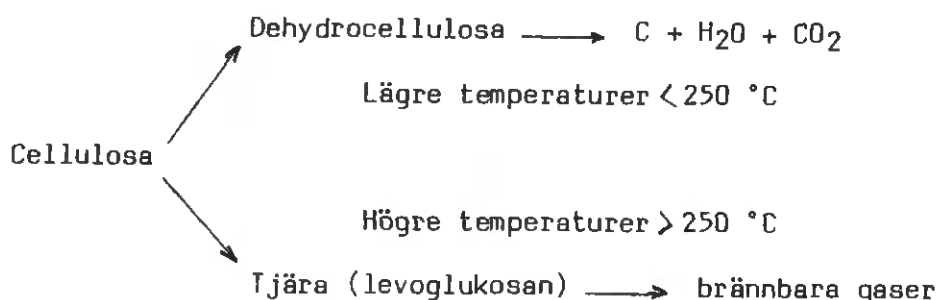 Dehydrocellulosa ⟶ C + H2O + CO2
Lägre temperaturer < 250 °C
Cellulosa
Högre temperaturer > 250 °C
Tjära (levoglukosan) ⟶ brännbara gaser